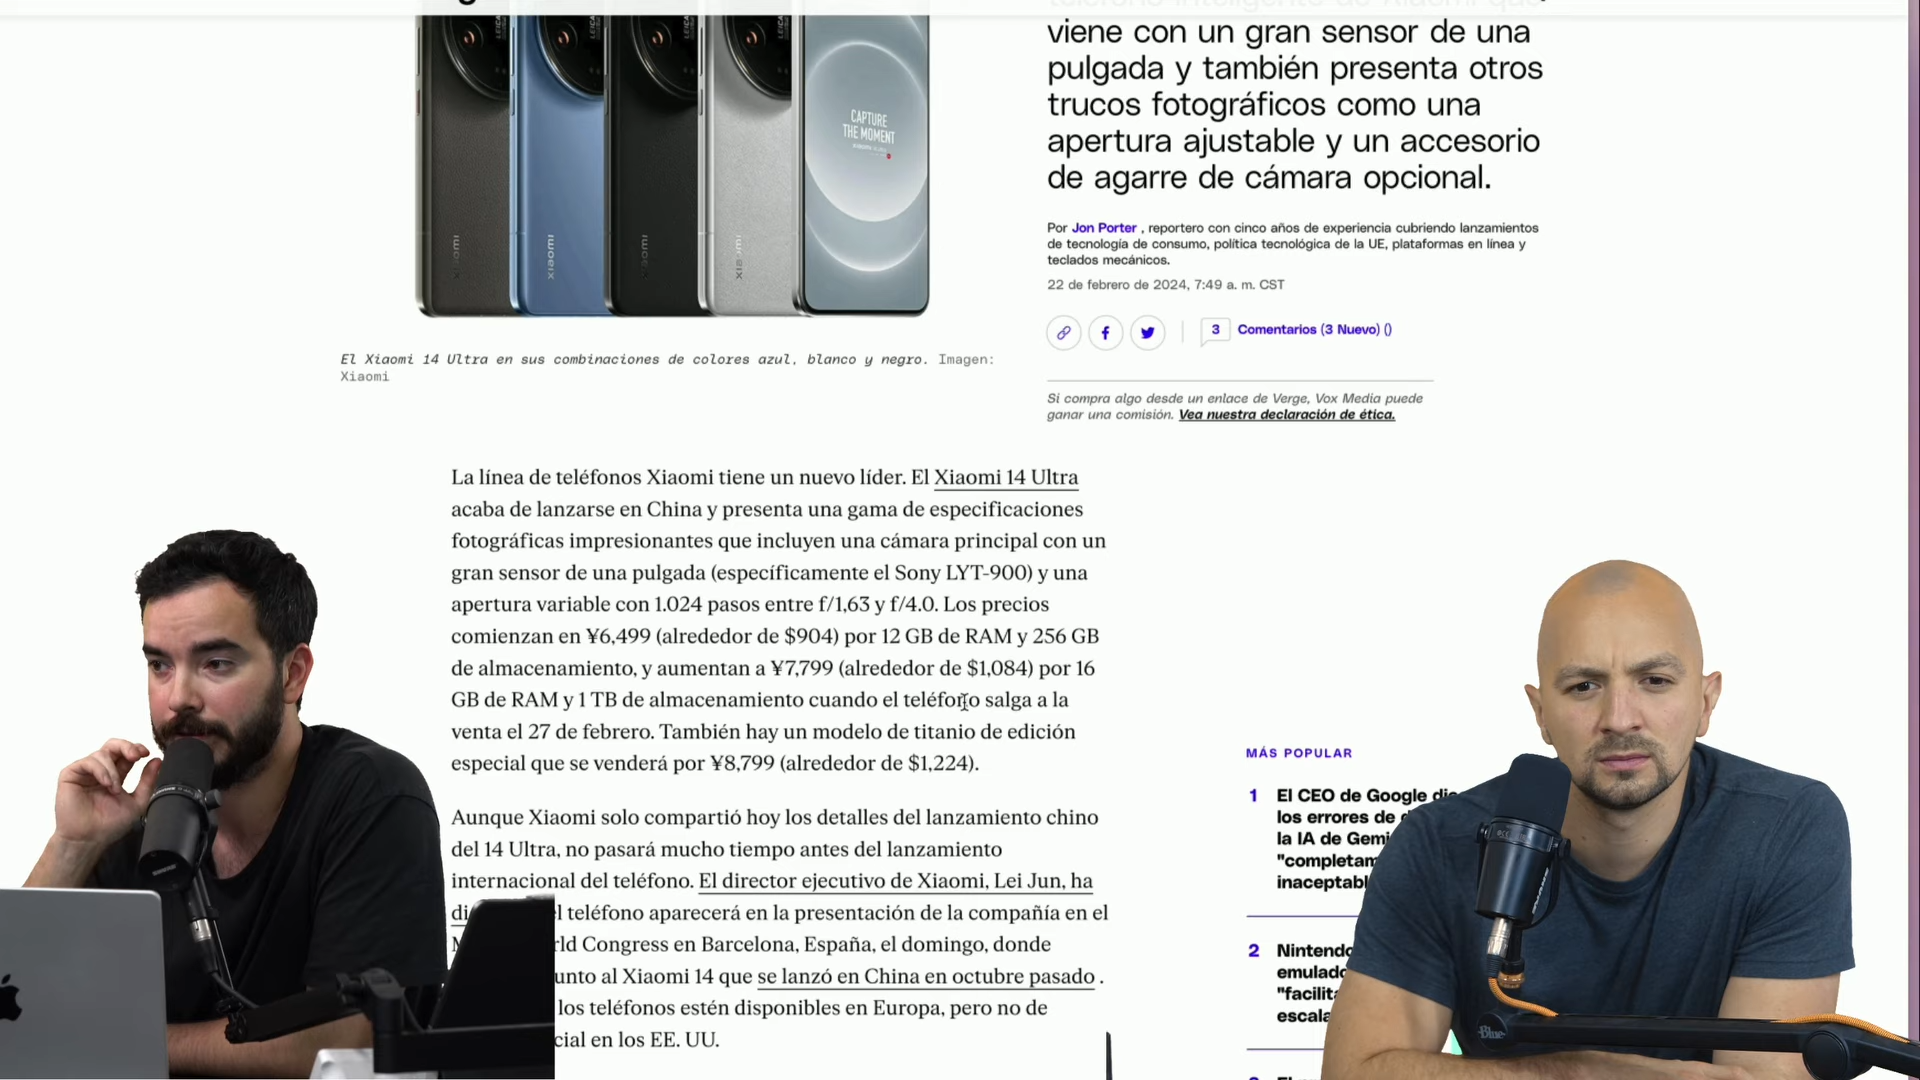 viene con un gran sensor de una
pulgada y también presenta otros
trucos fotográficos como una
apertura ajustable y un accesorio
de agarre de cámara opcional.
CAPTURE
THE MOMENT
xiaomi
xiaomi
xiaomi
xiaomi
Por Jon Porter , reportero con cinco años de experiencia cubriendo lanzamientos
de tecnología de consumo, política tecnológica de la UE, plataformas en línea y
teclados mecánicos.
22 de febrero de 2024, 7:49 a. m. CST
3 Comentarios (3 Nuevo) ()
El Xiaomi 14 Ultra en sus combinaciones de colores azul, blanco y negro. Imagen:
Xiaomi
Si compra algo desde un enlace de Verge, Vox Media puede
ganar una comisión. Vea nuestra declaración de ética.
La línea de teléfonos Xiaomi tiene un nuevo líder. El Xiaomi 14 Ultra
acaba de lanzarse en China y presenta una gama de especificaciones
fotográficas impresionantes que incluyen una cámara principal con un
gran sensor de una pulgada (específicamente el Sony LYT-900) y una
apertura variable con 1.024 pasos entre f/1,63 y f/4.0. Los precios
comienzan en ¥6,499 (alrededor de $904) por 12 GB de RAM y 256 GB
de almacenamiento, y aumentan a ¥7,799 (alrededor de $1,084) por 16
GB de RAM y 1 TB de almacenamiento cuando el teléfono salga a la
venta el 27 de febrero. También hay un modelo de titanio de edición
especial que se venderá por ¥8,799 (alrededor de $1,224).
Aunque Xiaomi solo compartió hoy los detalles del lanzamiento chino
del 14 Ultra, no pasará mucho tiempo antes del lanzamiento
internacional del teléfono. El director ejecutivo de Xiaomi, Lei Jun, ha
di l teléfono aparecerá en la presentación de la compañía en el
M rld Congress en Barcelona, España, el domingo, donde
unto al Xiaomi 14 que se lanzó en China en octubre pasado .
los teléfonos estén disponibles en Europa, pero no de
cial en los EE. UU.
MÁS POPULAR
1 El CEO de Google dic
los errores de
la IA de Gemi
"completam
inaceptabl
2 Nintendo
emulado
"facilita
escala
SHURE
Blue